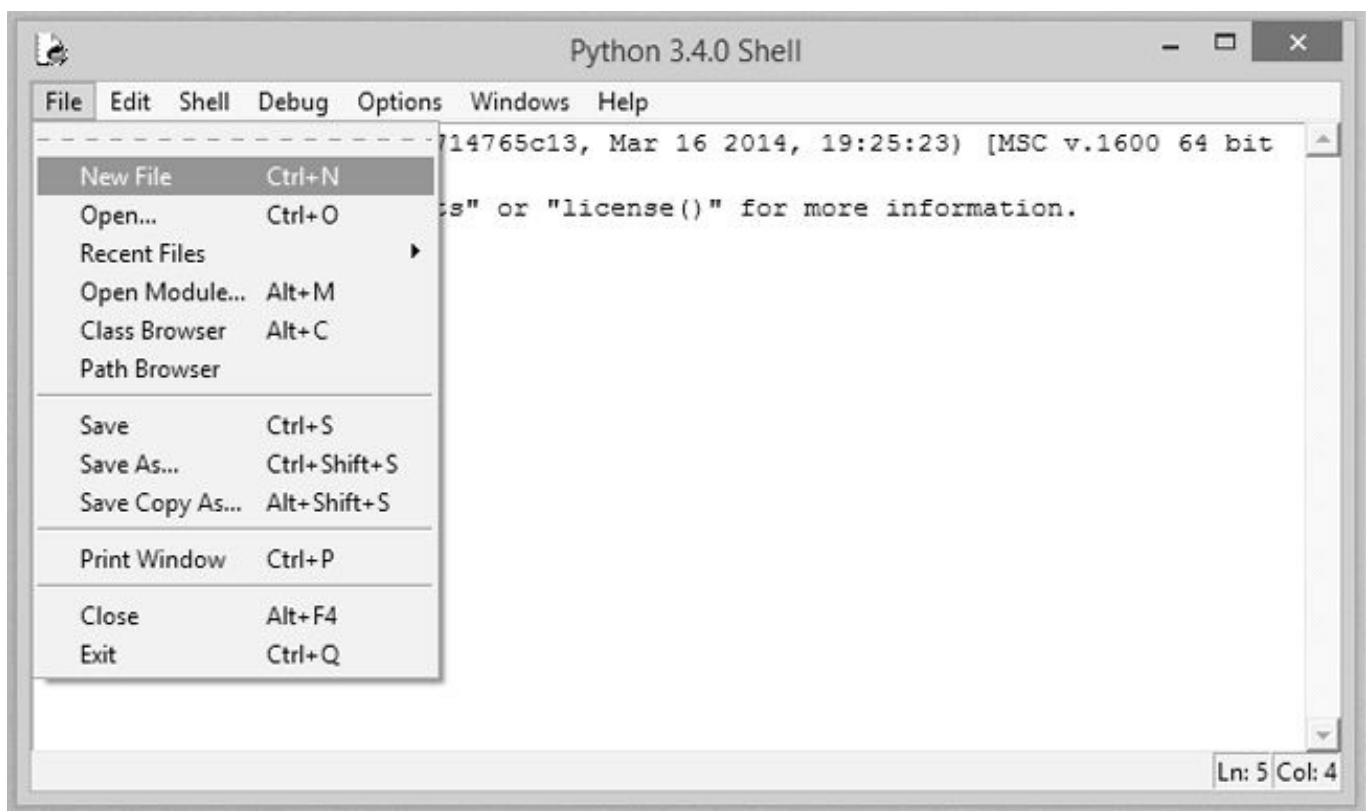 Python 3.4.0 Shell
File Edit Shell Debug Options Windows Help
714765c13, Mar 16 2014, 19:25:23) [MSC v.1600 64 bit
New File Ctrl+N
Open... Ctrl+O
s" or "license()" for more information.
Recent Files
Open Module... Alt+M
Class Browser Alt+C
Path Browser
Save Ctrl+S
Save As... Ctrl+Shift+S
Save Copy As... Alt+Shift+S
Print Window Ctrl+P
Close Alt+F4
Exit Ctrl+Q
Ln: 5 Col: 4